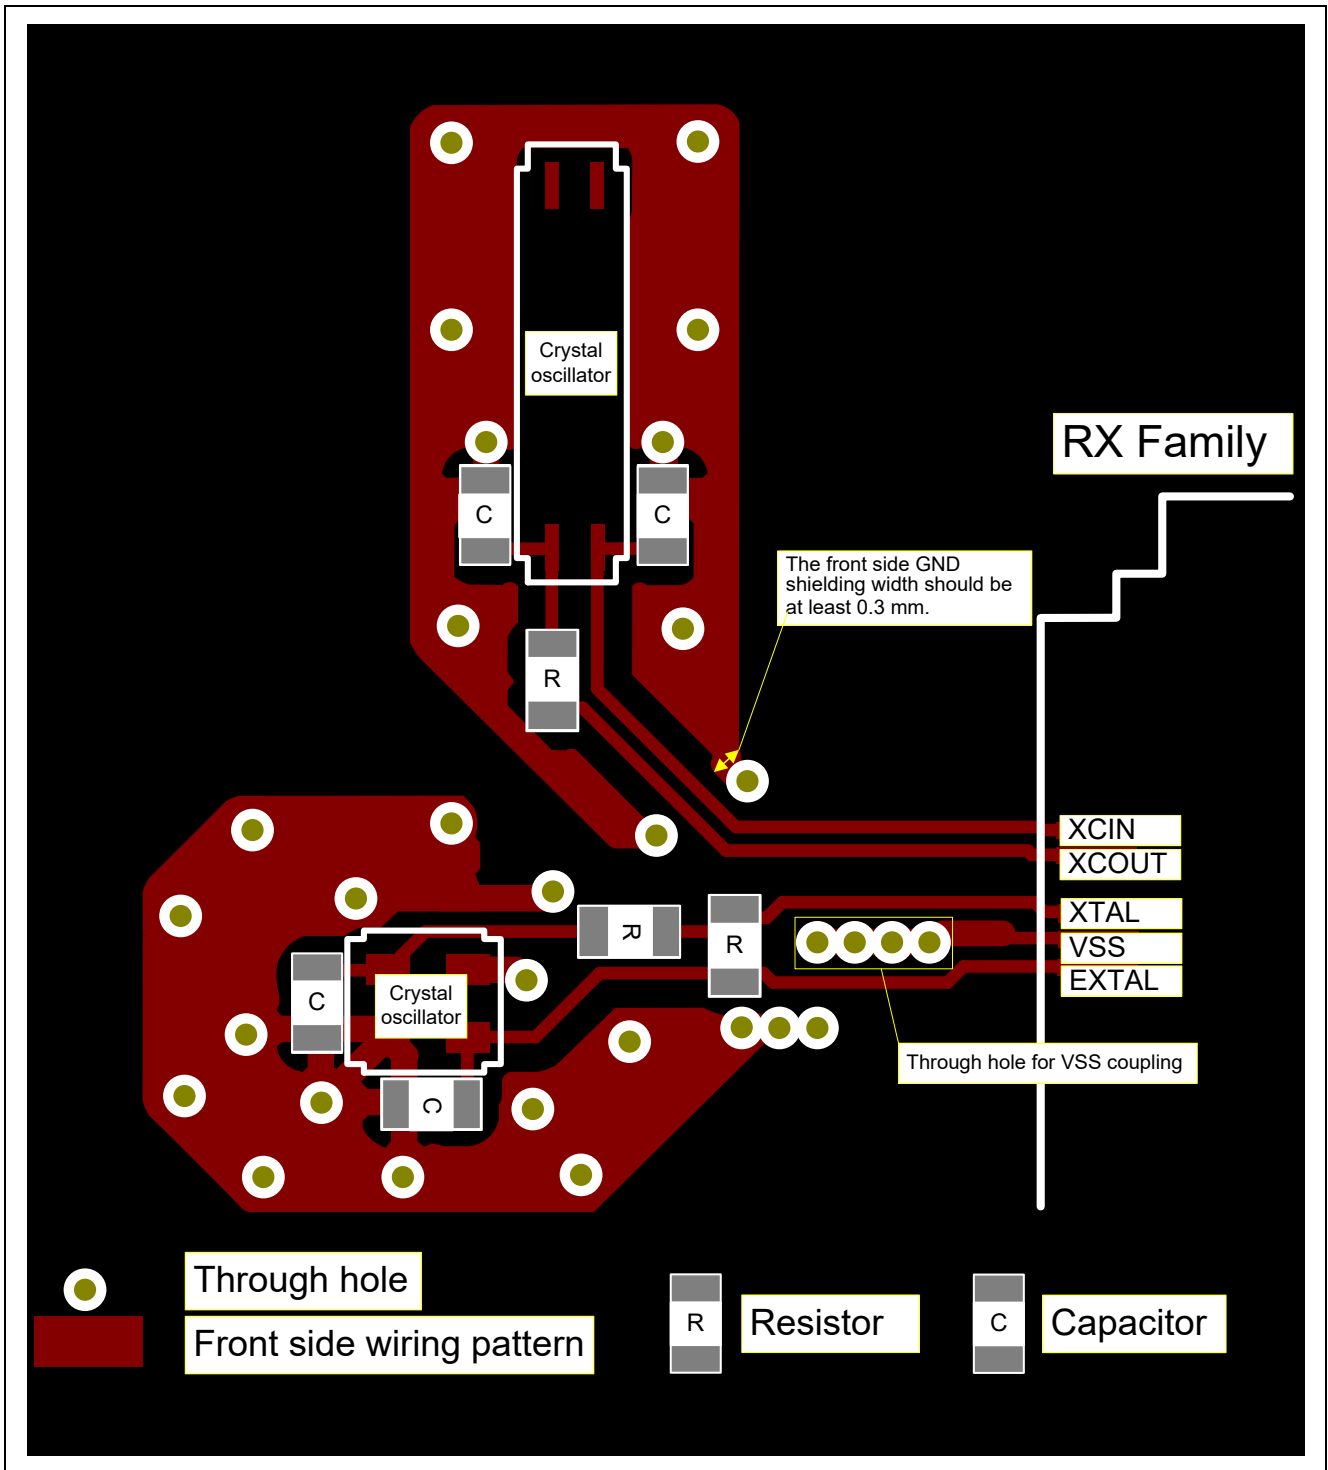 Crystal
oscillator
RX Family
C
C
The front side GND
shielding width should be
at least 0.3 mm.
R
XCIN
XCOUT
XTAL
VSS
EXTAL
R
R
Crystal
oscillator
C
Through hole for VSS coupling
C
Through hole
Front side wiring pattern
R
Resistor
C
Capacitor